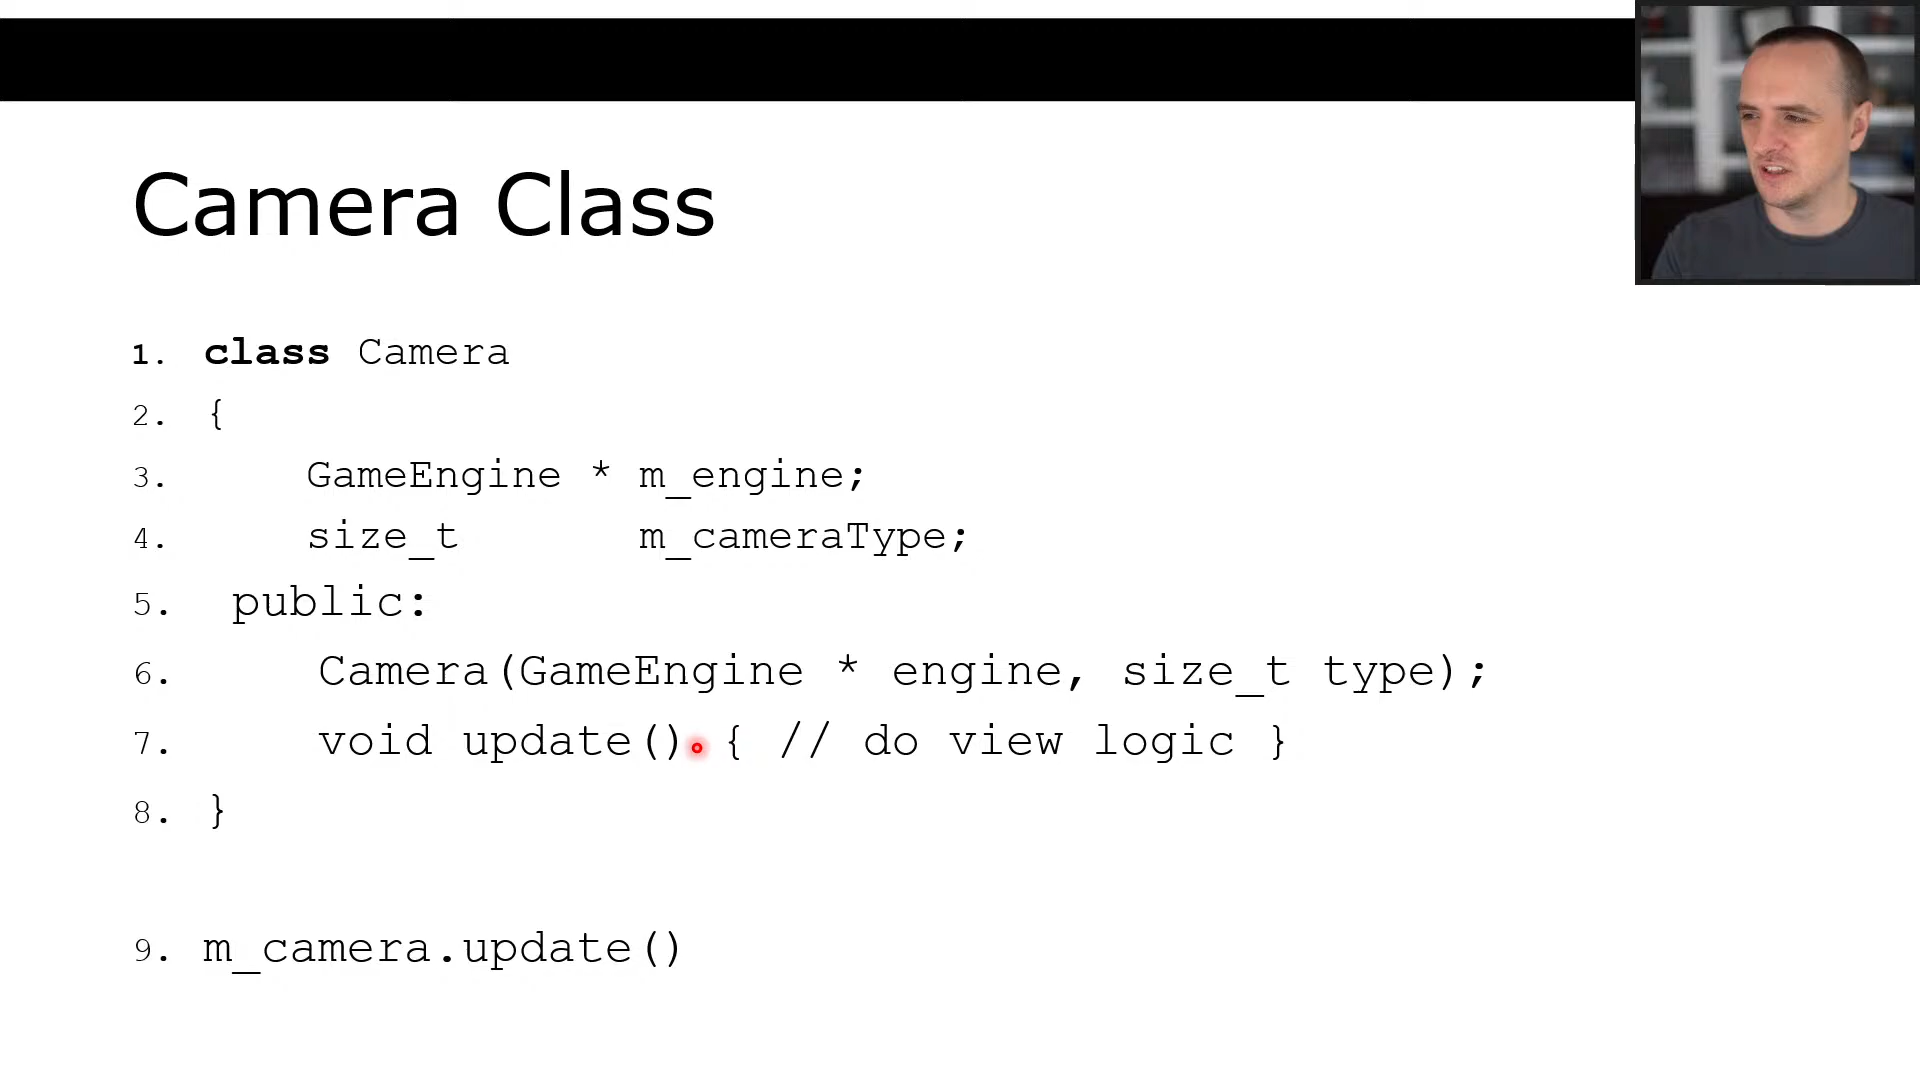 Camera Class
1. class Camera
2. {
3. GameEngine * m_engine;
4. size_t m_cameraType;
5. public:
6. Camera(GameEngine * engine, size_t type);
7. void update() { // do view logic }
8. }
9. m_camera.update()